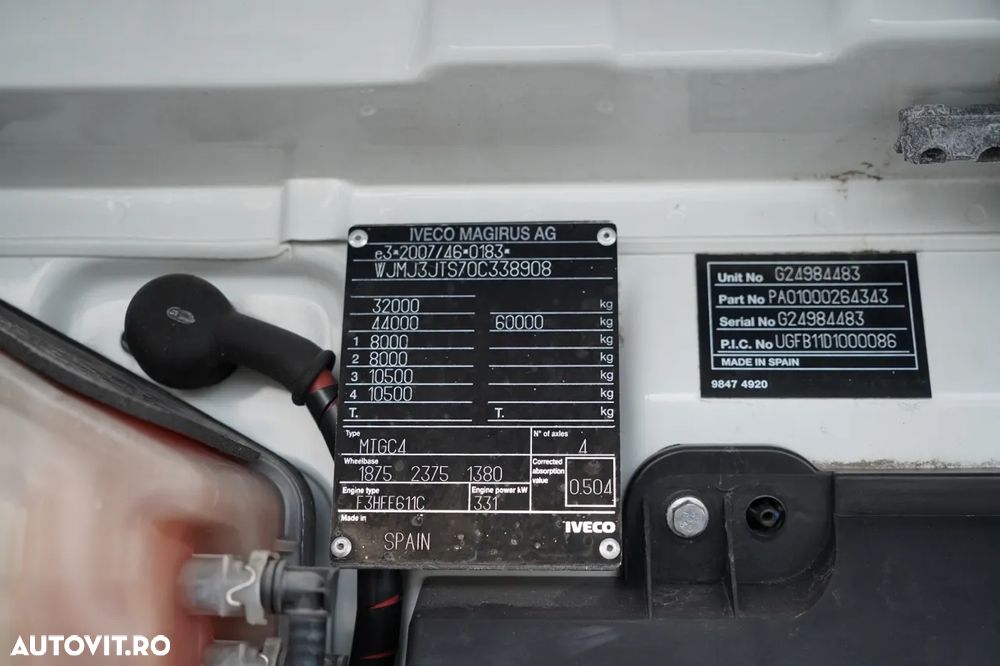 IVECO MAGIRUS AG
e3*2007/46*0183*
WJMJ3JTS70C338908
32000 kg
44000 60000 kg
1 8000 kg
2 8000 kg
3 10500 kg
4 10500 kg
T. T. kg
Type
MTGC4
N° of axles
4
Wheelbase
1875 2375 1380
Corrected absorption value
0.504
Engine type
F3HFE611C
Engine power kW
331
Made in
SPAIN
IVECO
Unit No G24984483
Part No PA01000264343
Serial No G24984483
P.I.C. No UGFB11D1000086
MADE IN SPAIN
9847 4920
AUTOVIT.RO